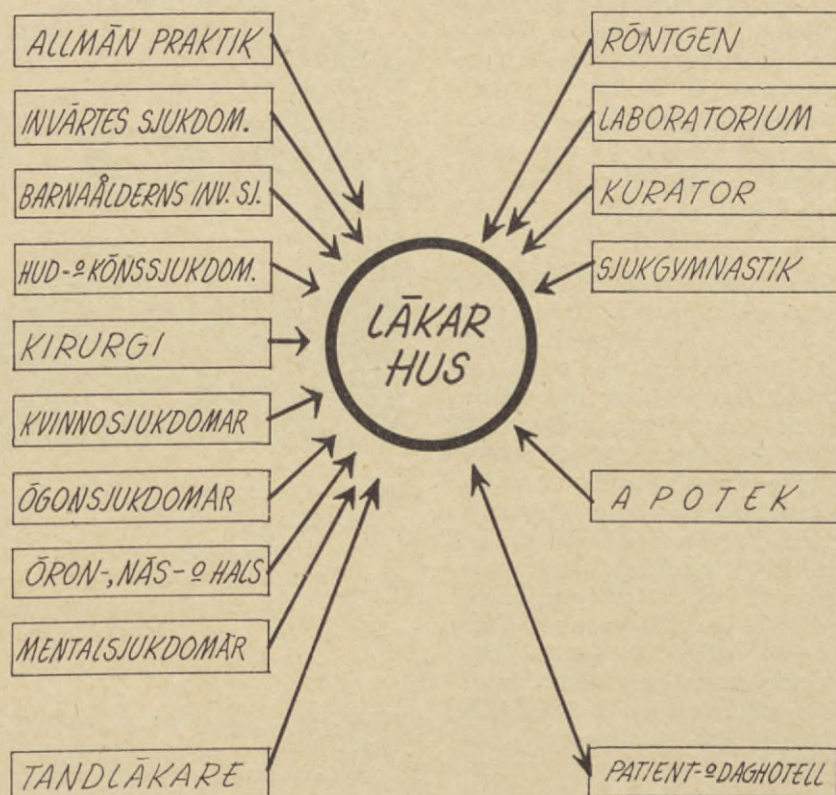 ALLMÄN PRAKTIK
INVÄRTES SJUKDOM.
BARNAÅLDERNS INV. SJ.
HUD- o KÖNSSJUKDOM.
KIRURGI
KVINNOSJUKDOMAR
ÖGONSJUKDOMAR
ÖRON-, NÄS- o HALS
MENTALSJUKDOMAR
TANDLÄKARE
LÄKAR
HUS
RÖNTGEN
LABORATORIUM
KURATOR
SJUKGYMNASTIK
APOTEK
PATIENT- o DAGHOTELL